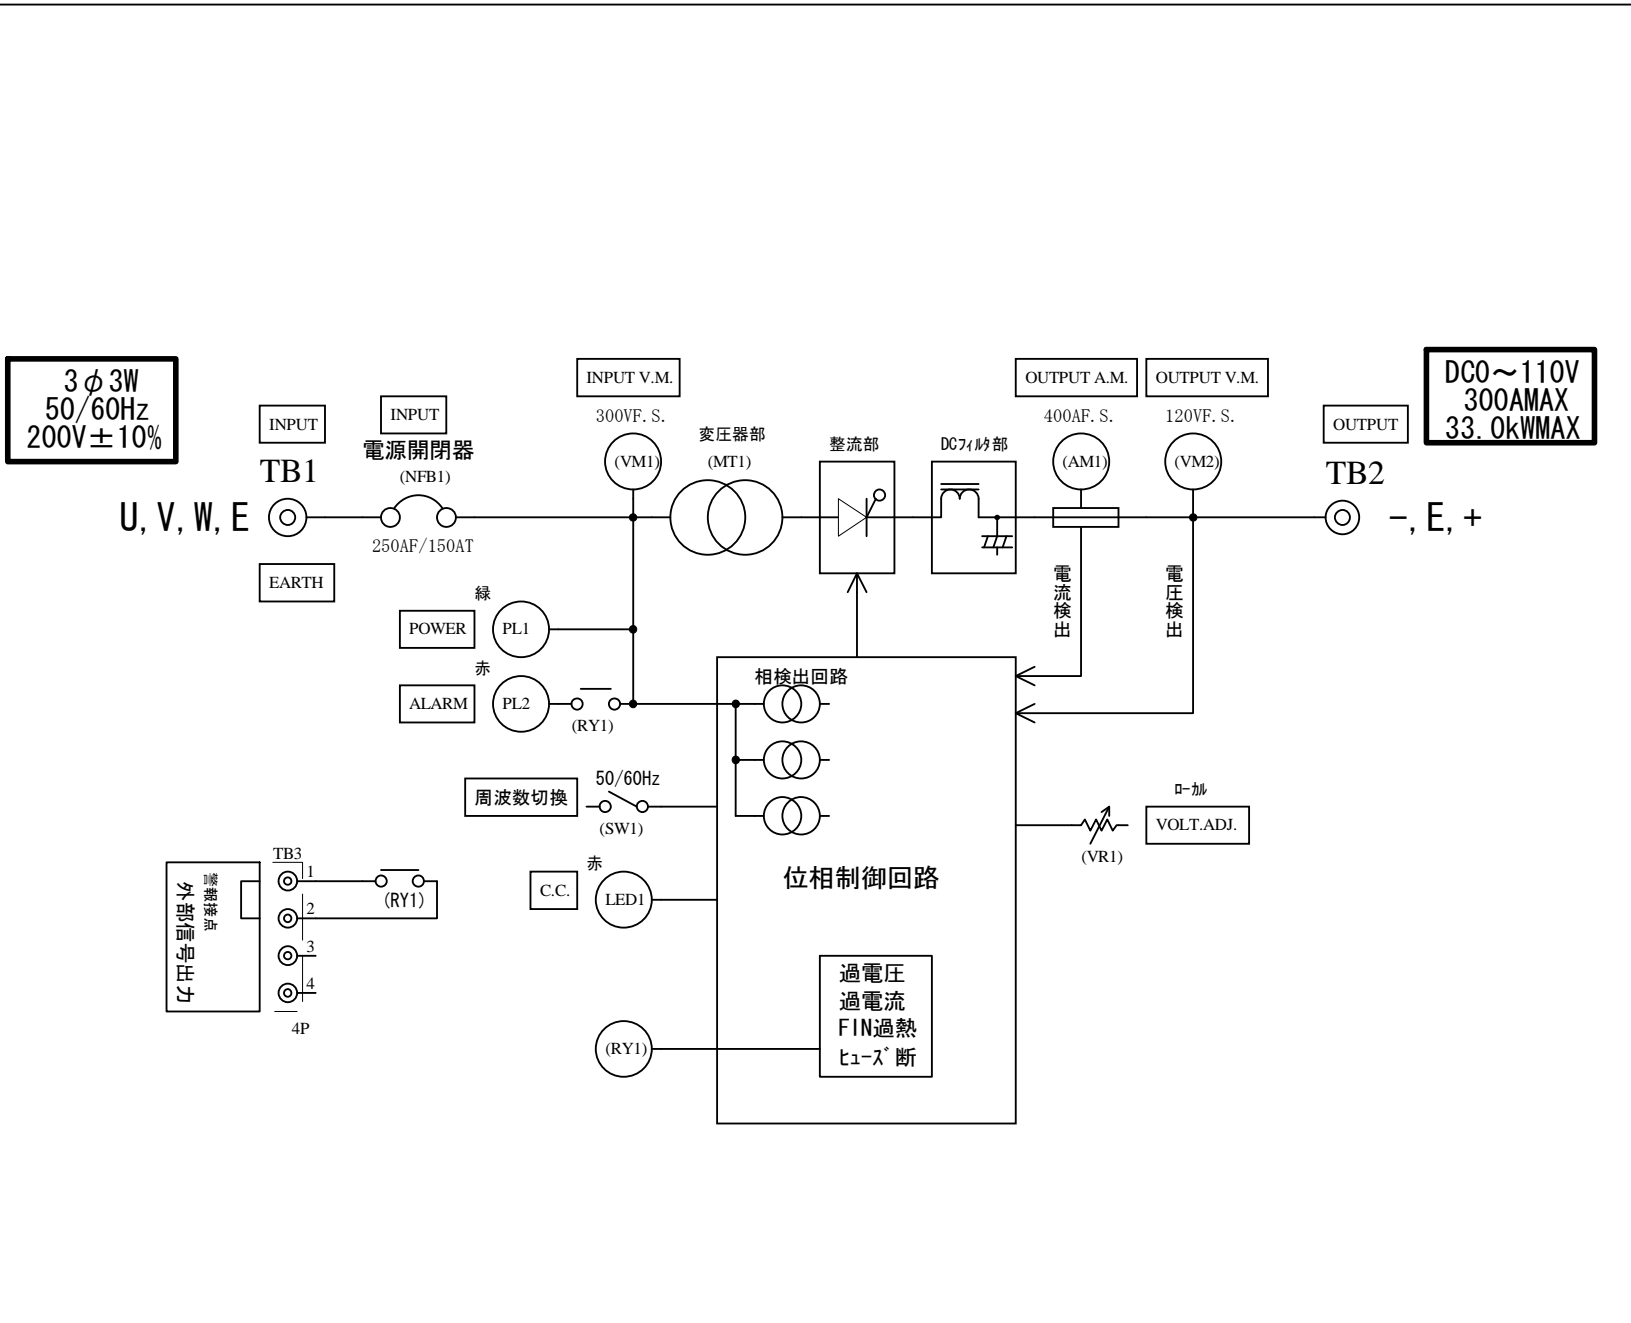 3φ3W
50/60Hz
200V±10%
INPUT
TB1
U,V,W,E
EARTH
INPUT
電源開閉器
(NFB1)
250AF/150AT
INPUT V.M.
300VF.S.
(VM1)
変圧器部
(MT1)
整流部
DCフィルタ部
OUTPUT A.M.
400AF.S.
(AM1)
OUTPUT V.M.
120VF.S.
(VM2)
OUTPUT
TB2
-,E,+
DC0～110V
300AMAX
33.0kWMAX
電流検出
電圧検出
緑
POWER
PL1
赤
ALARM
PL2
(RY1)
相検出回路
周波数切換
50/60Hz
(SW1)
ローカル
VOLT.ADJ.
(VR1)
赤
C.C.
LED1
位相制御回路
TB3
警報接点
外部信号出力
1
2
3
4
4P
(RY1)
(RY1)
過電圧
過電流
FIN過熱
ヒューズ断